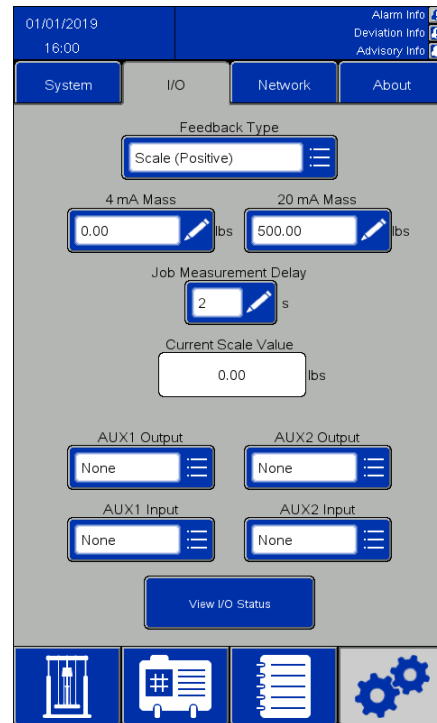 01/01/2019
16:00
Alarm Info
Deviation Info
Advisory Info
System
I/O
Network
About
Feedback Type
Scale (Positive)
4 mA Mass
20 mA Mass
0.00
lbs
500.00
lbs
Job Measurement Delay
2
s
Current Scale Value
0.00
lbs
AUX1 Output
AUX2 Output
None
None
AUX1 Input
AUX2 Input
None
None
View I/O Status
#